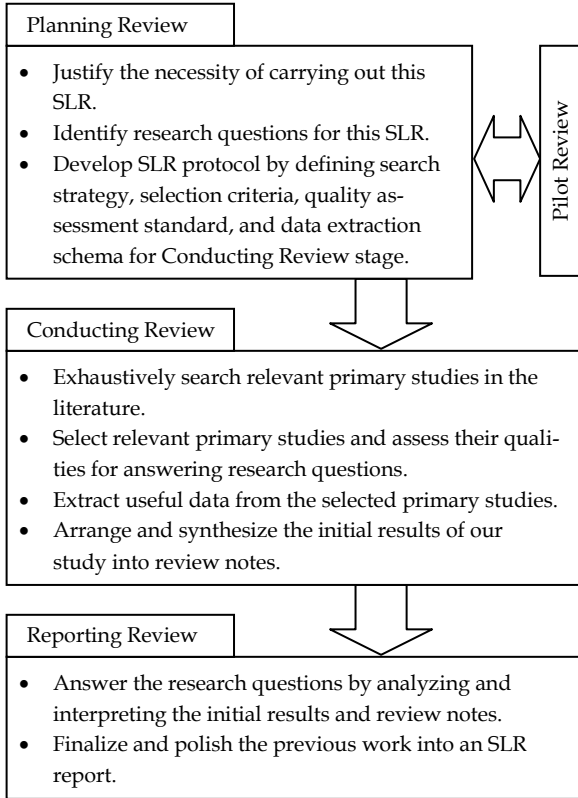 Planning Review
• Justify the necessity of carrying out this
SLR.
• Identify research questions for this SLR.
• Develop SLR protocol by defining search
strategy, selection criteria, quality as-
sessment standard, and data extraction
schema for Conducting Review stage.
Pilot Review
Conducting Review
• Exhaustively search relevant primary studies in the
literature.
• Select relevant primary studies and assess their quali-
ties for answering research questions.
• Extract useful data from the selected primary studies.
• Arrange and synthesize the initial results of our
study into review notes.
Reporting Review
• Answer the research questions by analyzing and
interpreting the initial results and review notes.
• Finalize and polish the previous work into an SLR
report.